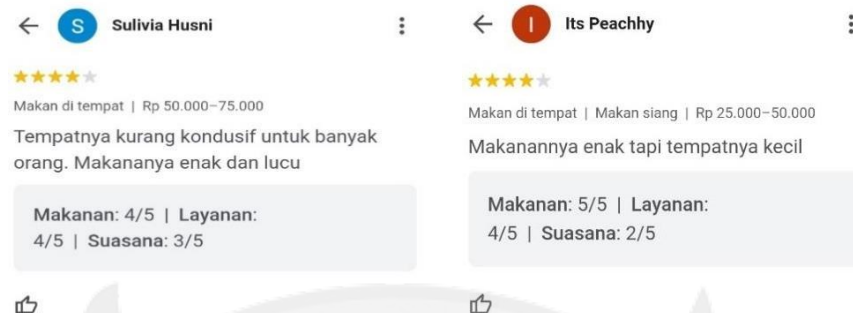 S Sulivia Husni
Makan di tempat | Rp 50.000–75.000
Tempatnya kurang kondusif untuk banyak
orang. Makananya enak dan lucu
Makanan: 4/5 | Layanan:
4/5 | Suasana: 3/5
I Its Peachhy
Makan di tempat | Makan siang | Rp 25.000–50.000
Makanannya enak tapi tempatnya kecil
Makanan: 5/5 | Layanan:
4/5 | Suasana: 2/5